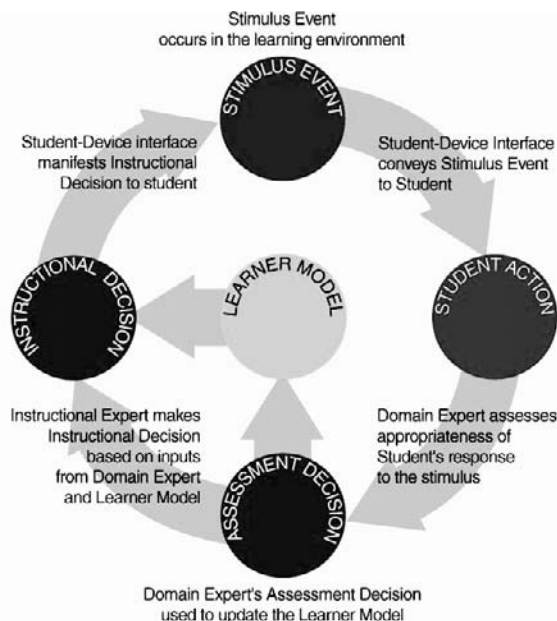 Stimulus Event
occurs in the learning environment
STIMULUS EVENT
Student-Device interface
manifests Instructional
Decision to student
Student-Device Interface
conveys Stimulus Event
to Student
INSTRUCTIONAL DECISION
LEARNER MODEL
STUDENT ACTION
Instructional Expert makes
Instructional Decision
based on inputs
from Domain Expert
and Learner Model
Domain Expert assesses
appropriateness of
Student's response
to the stimulus
ASSESSMENT DECISION
Domain Expert's Assessment Decision
used to update the Learner Model